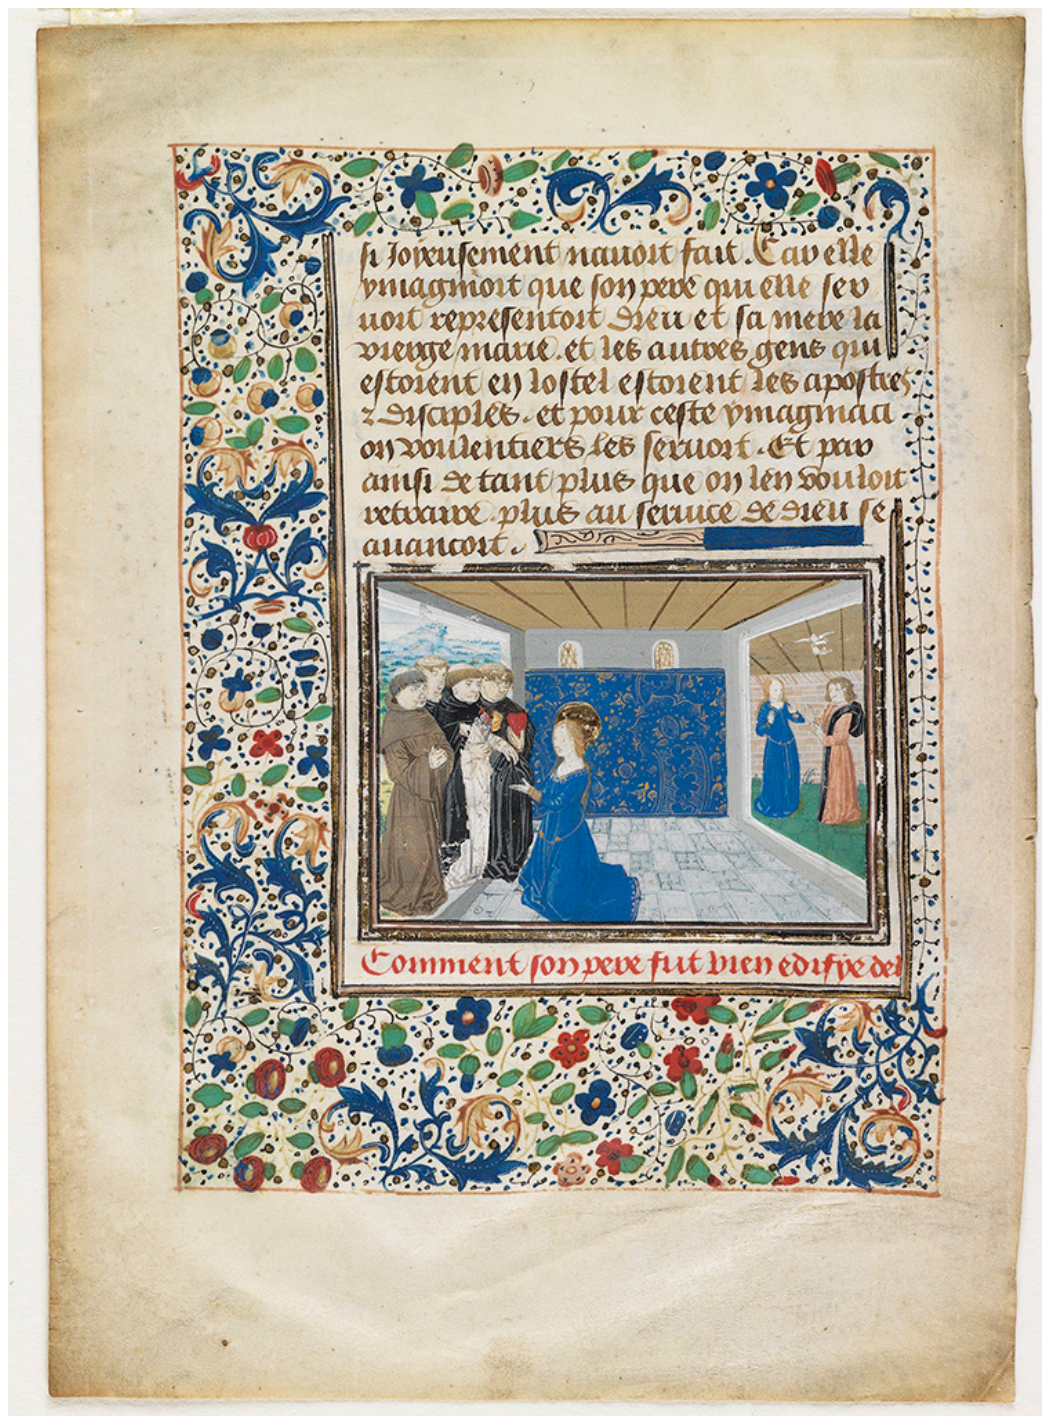 si Joyeusement nauoit fait. Car elle
ymaginoit que son pere qui elle ser
uoit representoit dieu et sa mere la
vierge marie. et les autres gens qui
estoient en lostel estoient les apostres
⁊ disciples. et pour ceste ymaginaci
on voulentiers les seruoit. Et par
ainsi de tant plus que on len vouloit
retraire plus au seruice de dieu se
auancoit.
Comment son pere fut bien edifye del